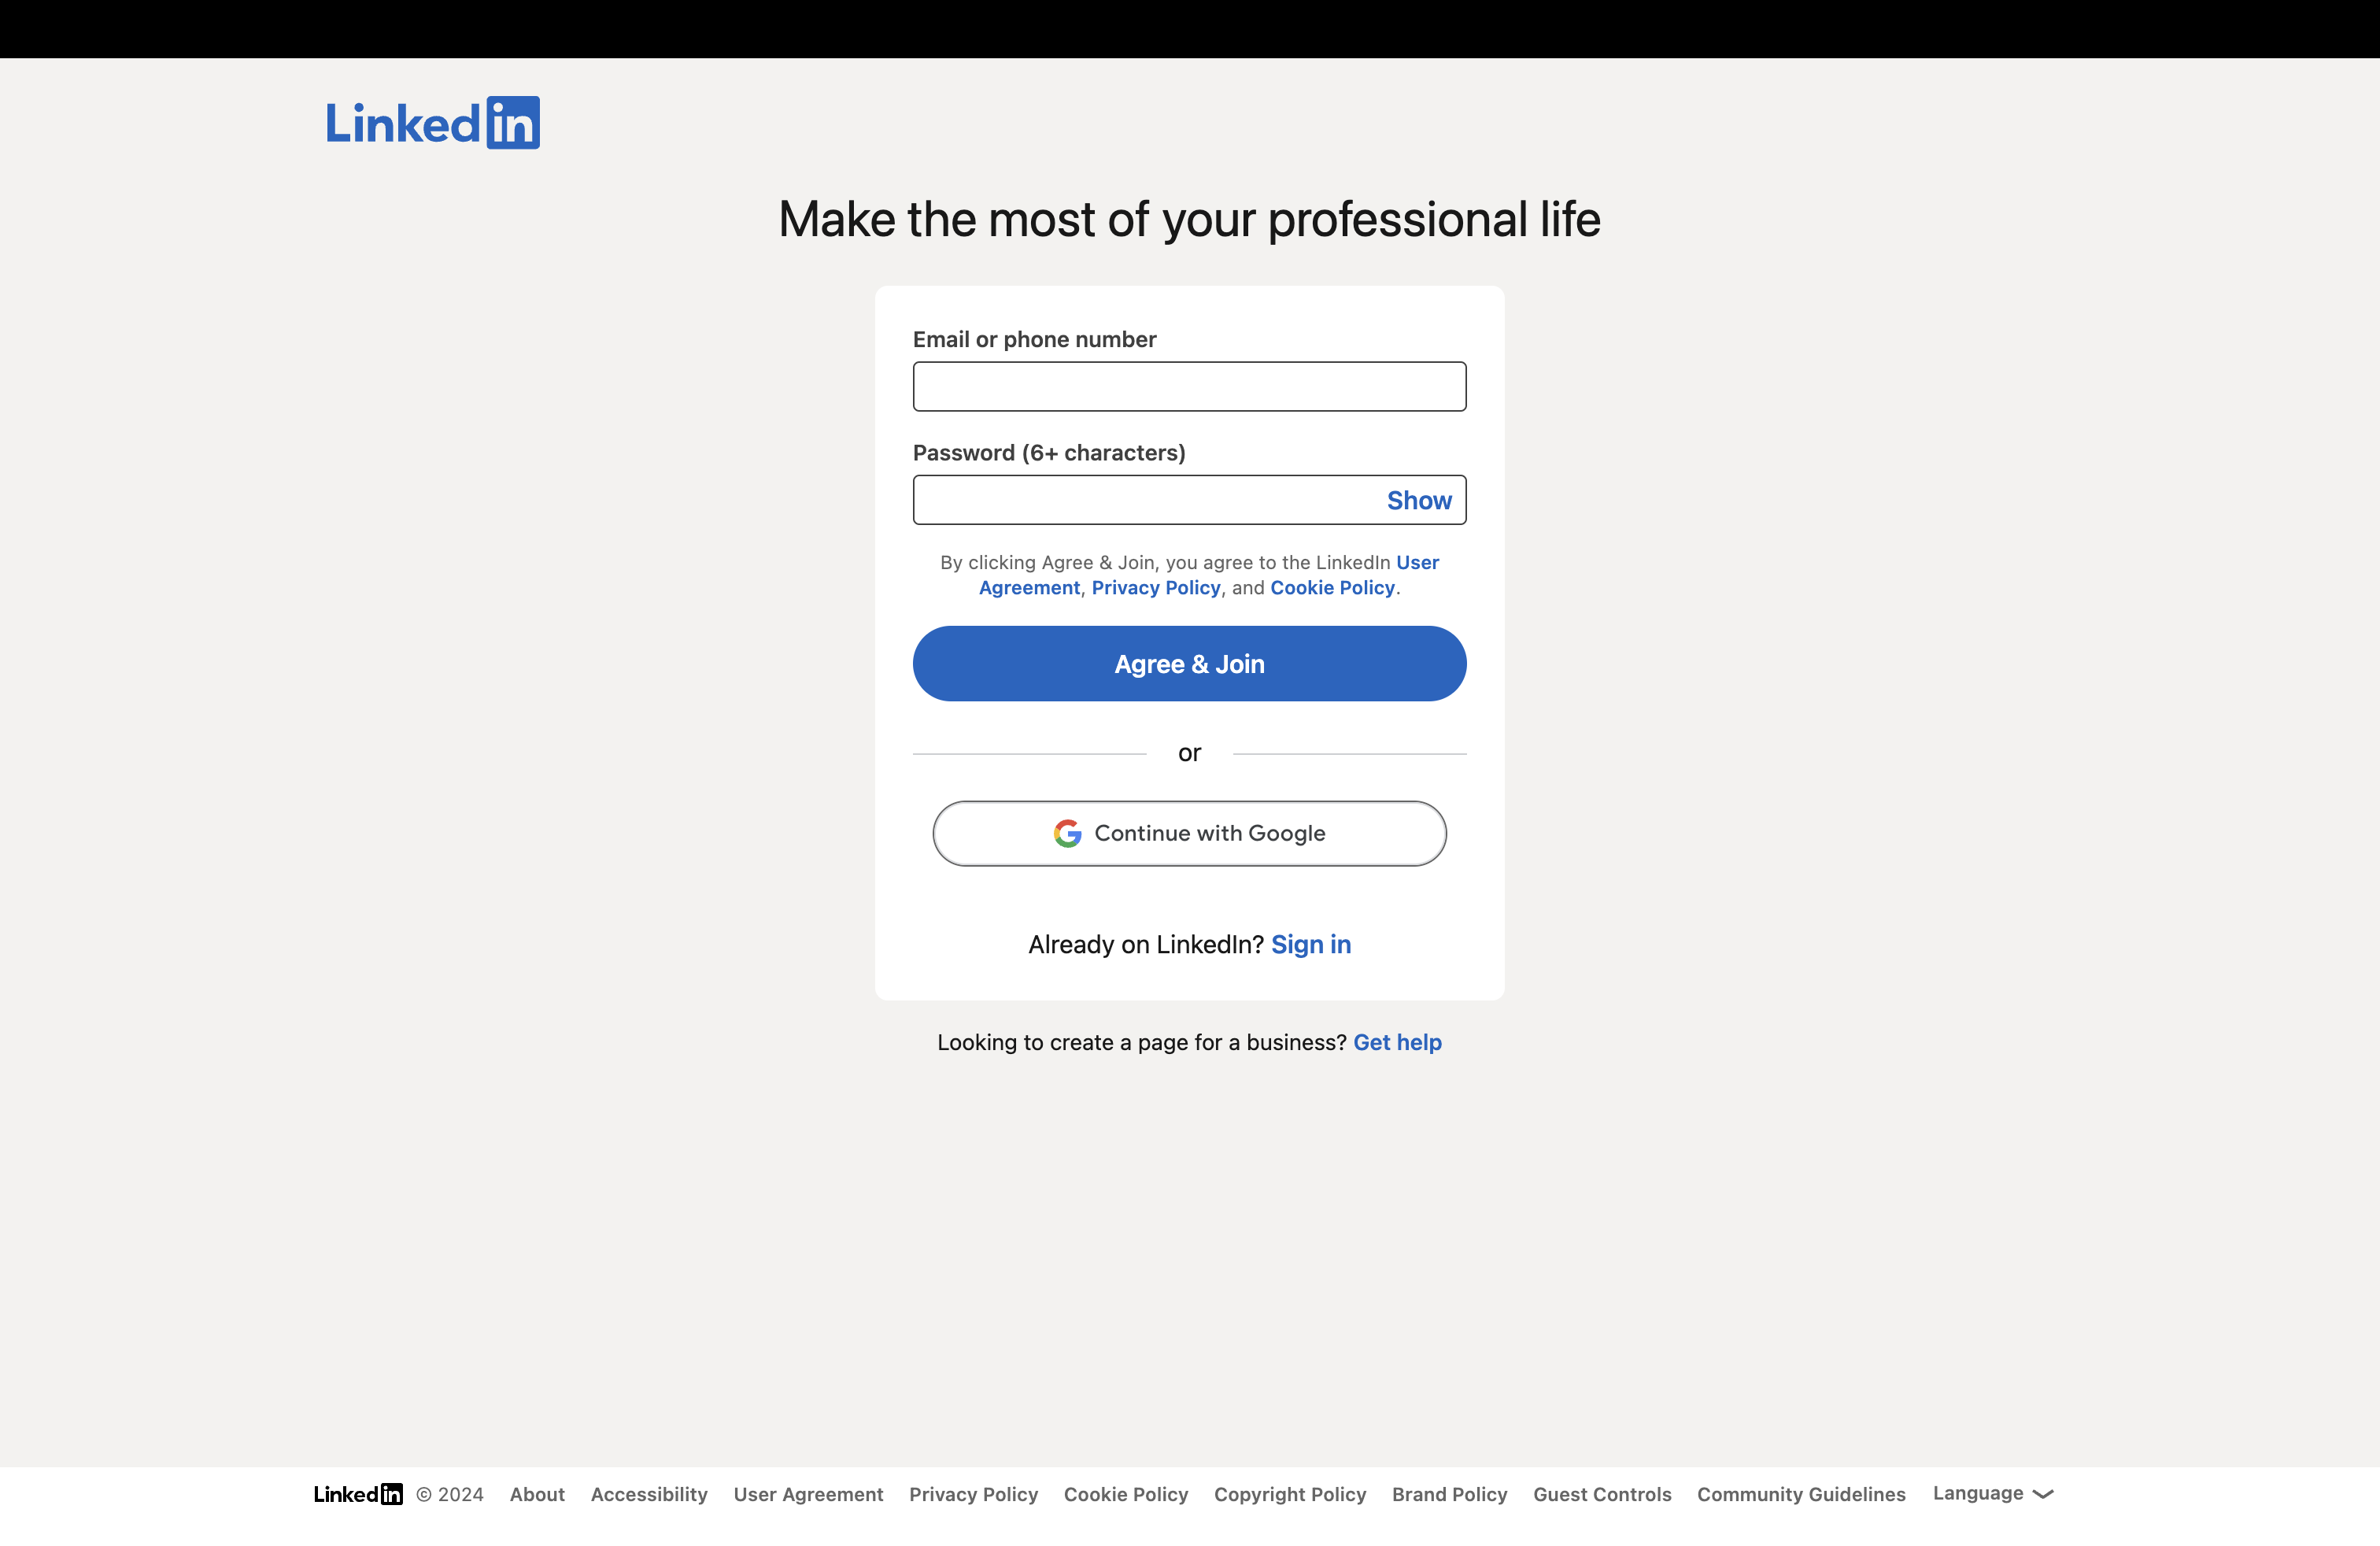 LinkedIn
Make the most of your professional life
Email or phone number
Password (6+ characters)
Show
By clicking Agree & Join, you agree to the LinkedIn User
Agreement, Privacy Policy, and Cookie Policy.
Agree & Join
or
Continue with Google
Already on LinkedIn? Sign in
Looking to create a page for a business? Get help
LinkedIn © 2024 About Accessibility User Agreement Privacy Policy Cookie Policy Copyright Policy Brand Policy Guest Controls Community Guidelines Language